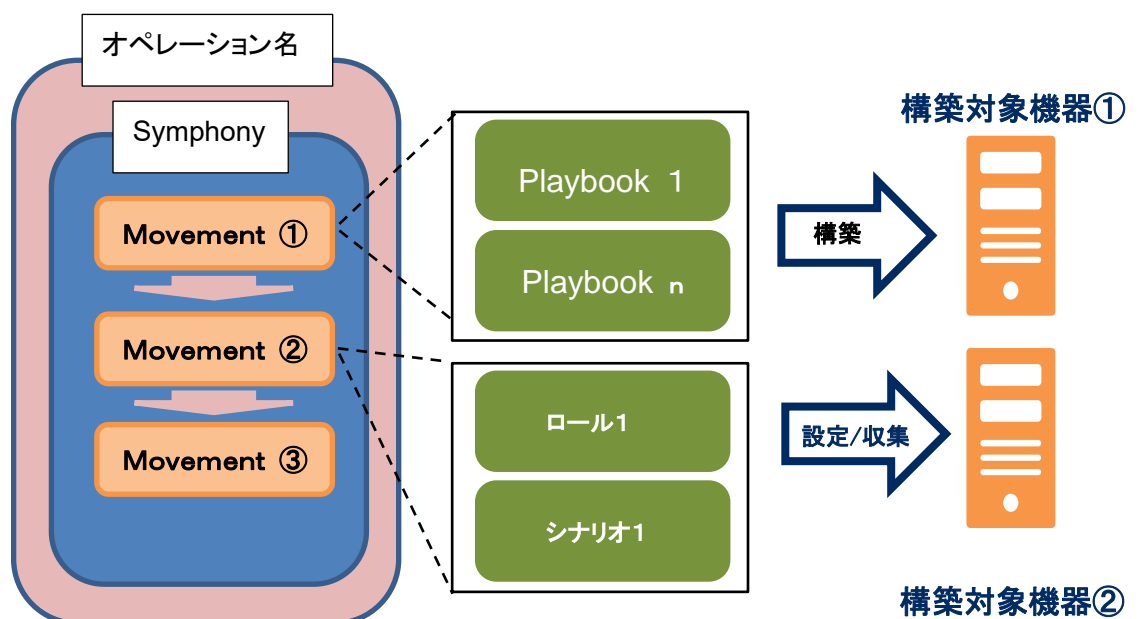 オペレーション名
Symphony
Movement ①
Movement ②
Movement ③
Playbook １
Playbook ｎ
ロール1
シナリオ1
構築
設定/収集
構築対象機器①
構築対象機器②